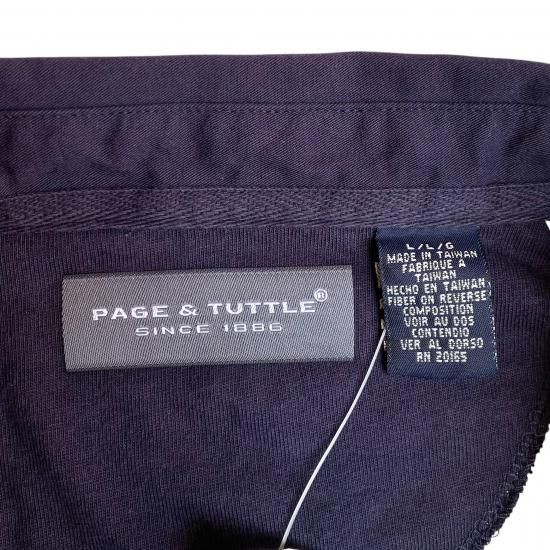 PAGE & TUTTLE®
SINCE 1886
L/L/G
MADE IN TAIWAN
FABRIQUE A
TAIWAN
HECHO EN TAIWAN
FIBER ON REVERSE
COMPOSITION
VOIR AU DOS
CONTENDIO
VER AL DORSO
RN 20165